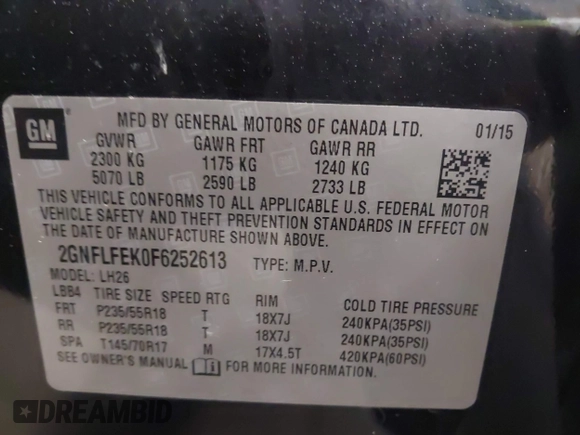 GM
MFD BY GENERAL MOTORS OF CANADA LTD. 01/15
GVWR GAWR FRT GAWR RR
2300 KG 1175 KG 1240 KG
5070 LB 2590 LB 2733 LB
THIS VEHICLE CONFORMS TO ALL APPLICABLE U.S. FEDERAL MOTOR
VEHICLE SAFETY AND THEFT PREVENTION STANDARDS IN EFFECT ON
THE DATE OF MANUFACTURE SHOWN ABOVE.
2GNFLFEK0F6252613 TYPE: M.P.V.
MODEL: LH26
LBB4 TIRE SIZE SPEED RTG RIM COLD TIRE PRESSURE
FRT P235/55R18 T 18X7J 240KPA(35PSI)
RR P235/55R18 T 18X7J 240KPA(35PSI)
SPA T145/70R17 M 17X4.5T 420KPA(60PSI)
SEE OWNER'S MANUAL FOR MORE INFORMATION.
DREAMBID